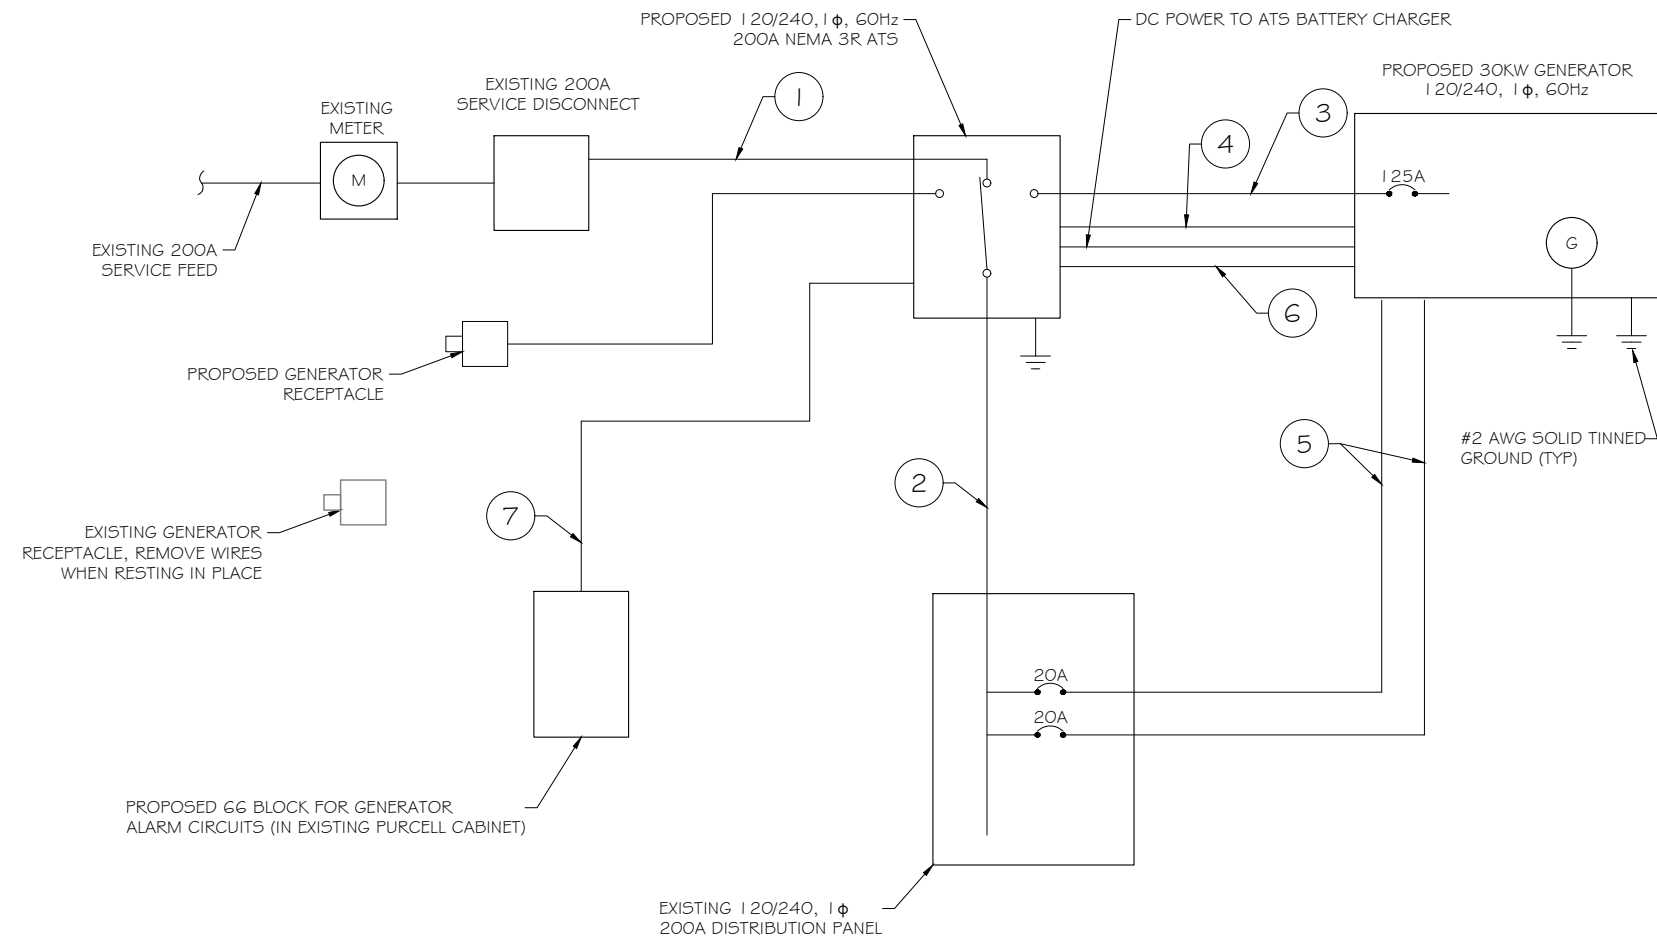 PROPOSED 120/240, 1ϕ, 60Hz
200A NEMA 3R ATS
DC POWER TO ATS BATTERY CHARGER
PROPOSED 30KW GENERATOR
120/240, 1ϕ, 60Hz
EXISTING 200A
SERVICE DISCONNECT
1
EXISTING
METER
M
3
4
125A
EXISTING 200A
SERVICE FEED
G
6
PROPOSED GENERATOR
RECEPTACLE
5
#2 AWG SOLID TINNED
GROUND (TYP)
2
7
EXISTING GENERATOR
RECEPTACLE, REMOVE WIRES
WHEN RESTING IN PLACE
20A
20A
PROPOSED 66 BLOCK FOR GENERATOR
ALARM CIRCUITS (IN EXISTING PURCELL CABINET)
EXISTING 120/240, 1ϕ
200A DISTRIBUTION PANEL